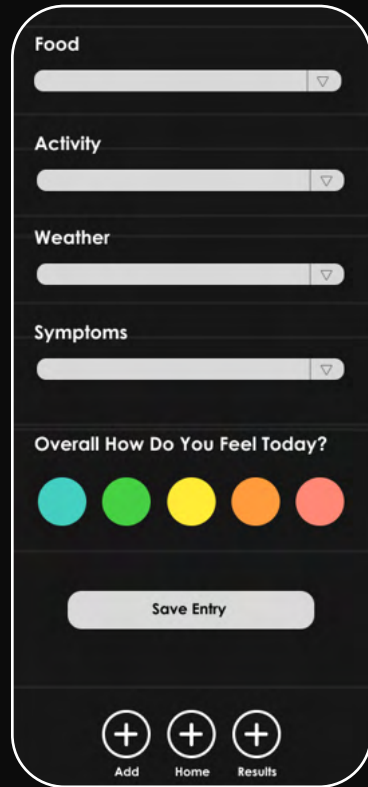 Food
Activity
Weather
Symptoms
Overall How Do You Feel Today?
Save Entry
Add Home Results